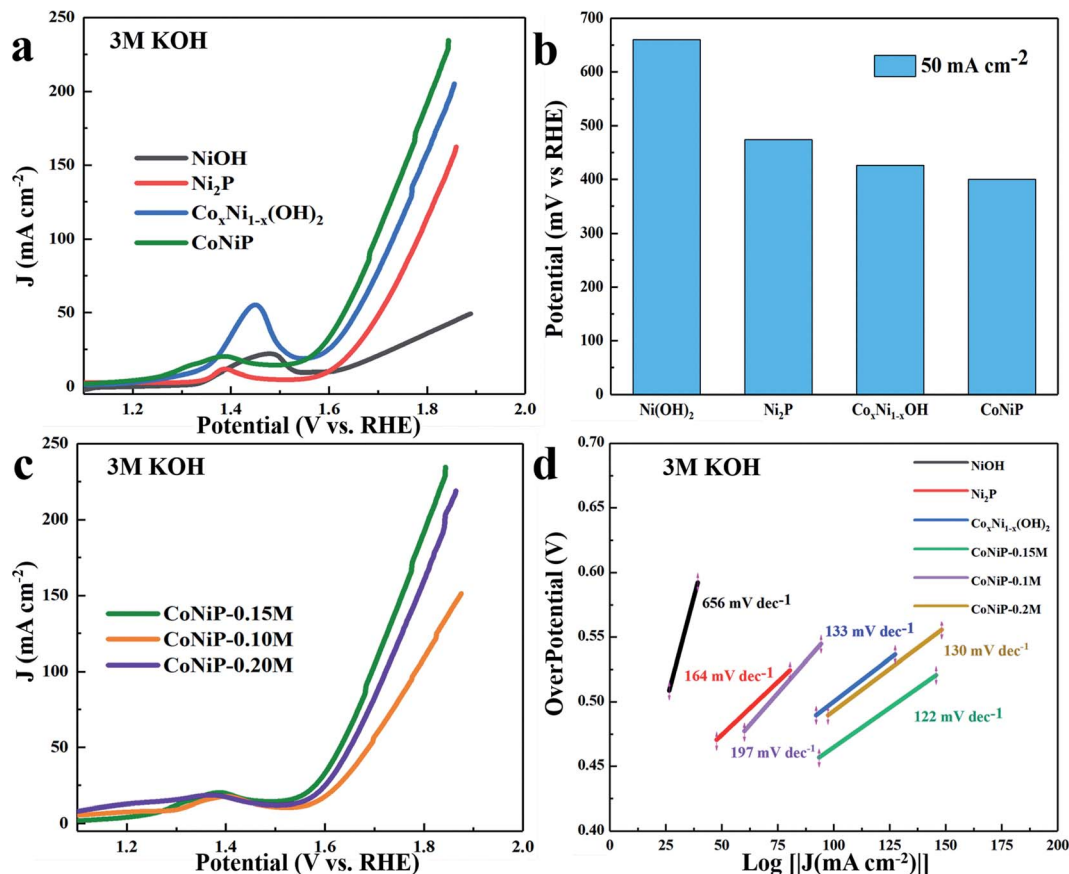 a
3M KOH
250
200
150
100
50
0
J (mA cm⁻²)
NiOH
Ni₂P
CoₓNi₁₋ₓ(OH)₂
CoNiP
1.2
1.4
1.6
1.8
2.0
Potential (V vs. RHE)
b
700
600
500
400
300
200
100
0
Potential (mV vs RHE)
50 mA cm⁻²
Ni(OH)₂
Ni₂P
CoₓNi₁₋ₓOH
CoNiP
c
3M KOH
250
200
150
100
50
0
J (mA cm⁻²)
CoNiP-0.15M
CoNiP-0.10M
CoNiP-0.20M
1.2
1.4
1.6
1.8
2.0
Potential (V vs. RHE)
d
3M KOH
0.70
0.65
0.60
0.55
0.50
0.45
0.40
OverPotential (V)
NiOH
Ni₂P
CoₓNi₁₋ₓ(OH)₂
CoNiP-0.15M
CoNiP-0.1M
CoNiP-0.2M
656 mV dec⁻¹
164 mV dec⁻¹
133 mV dec⁻¹
130 mV dec⁻¹
122 mV dec⁻¹
197 mV dec⁻¹
0
25
50
75
100
125
150
175
200
Log [|J(mA cm⁻²)|]